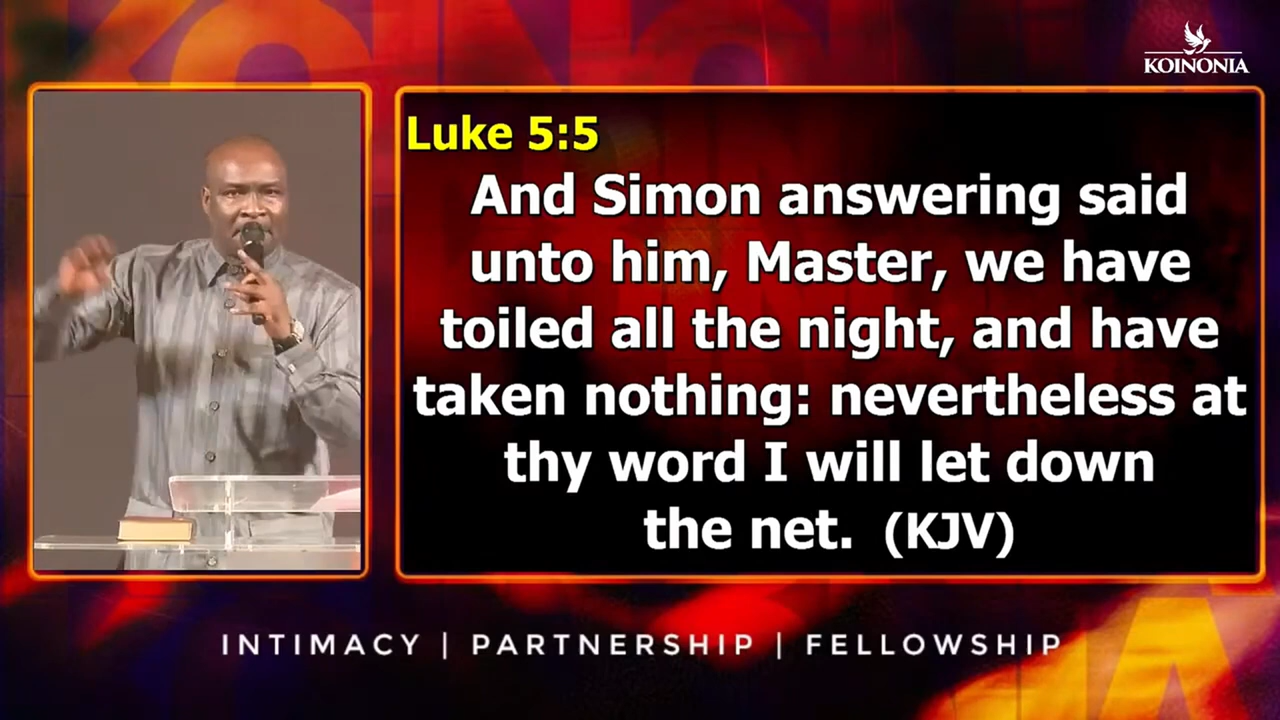 KOINONIA
Luke 5:5
And Simon answering said
unto him, Master, we have
toiled all the night, and have
taken nothing: nevertheless at
thy word I will let down
the net. (KJV)
INTIMACY | PARTNERSHIP | FELLOWSHIP